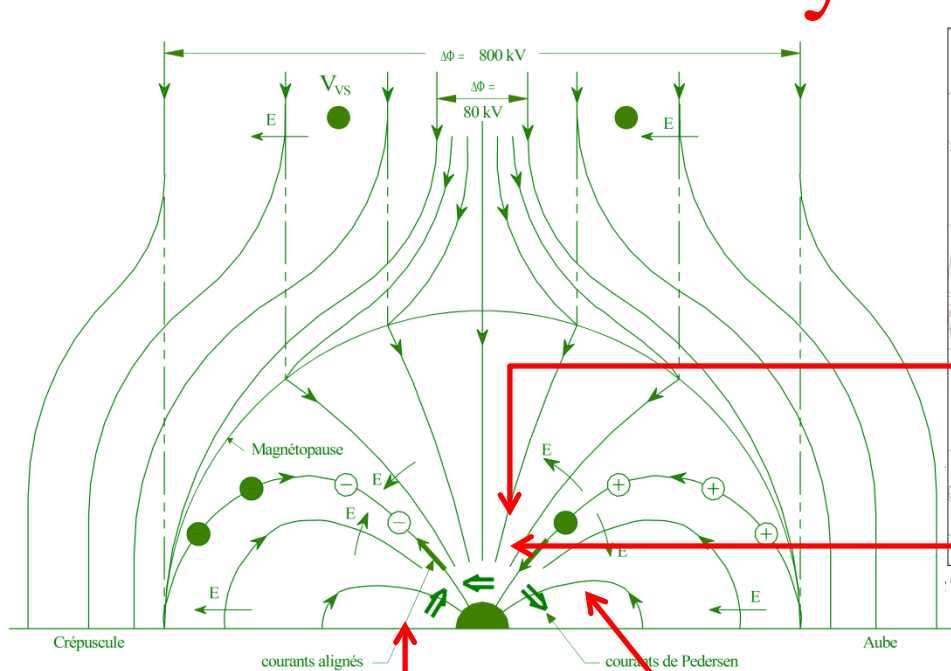 ΔΦ = 800 kV
V_VS
ΔΦ =
80 kV
E
E
Magnétopause
E
E
E
E
E
E
Crépuscule
Aube
courants alignés
courants de Pedersen